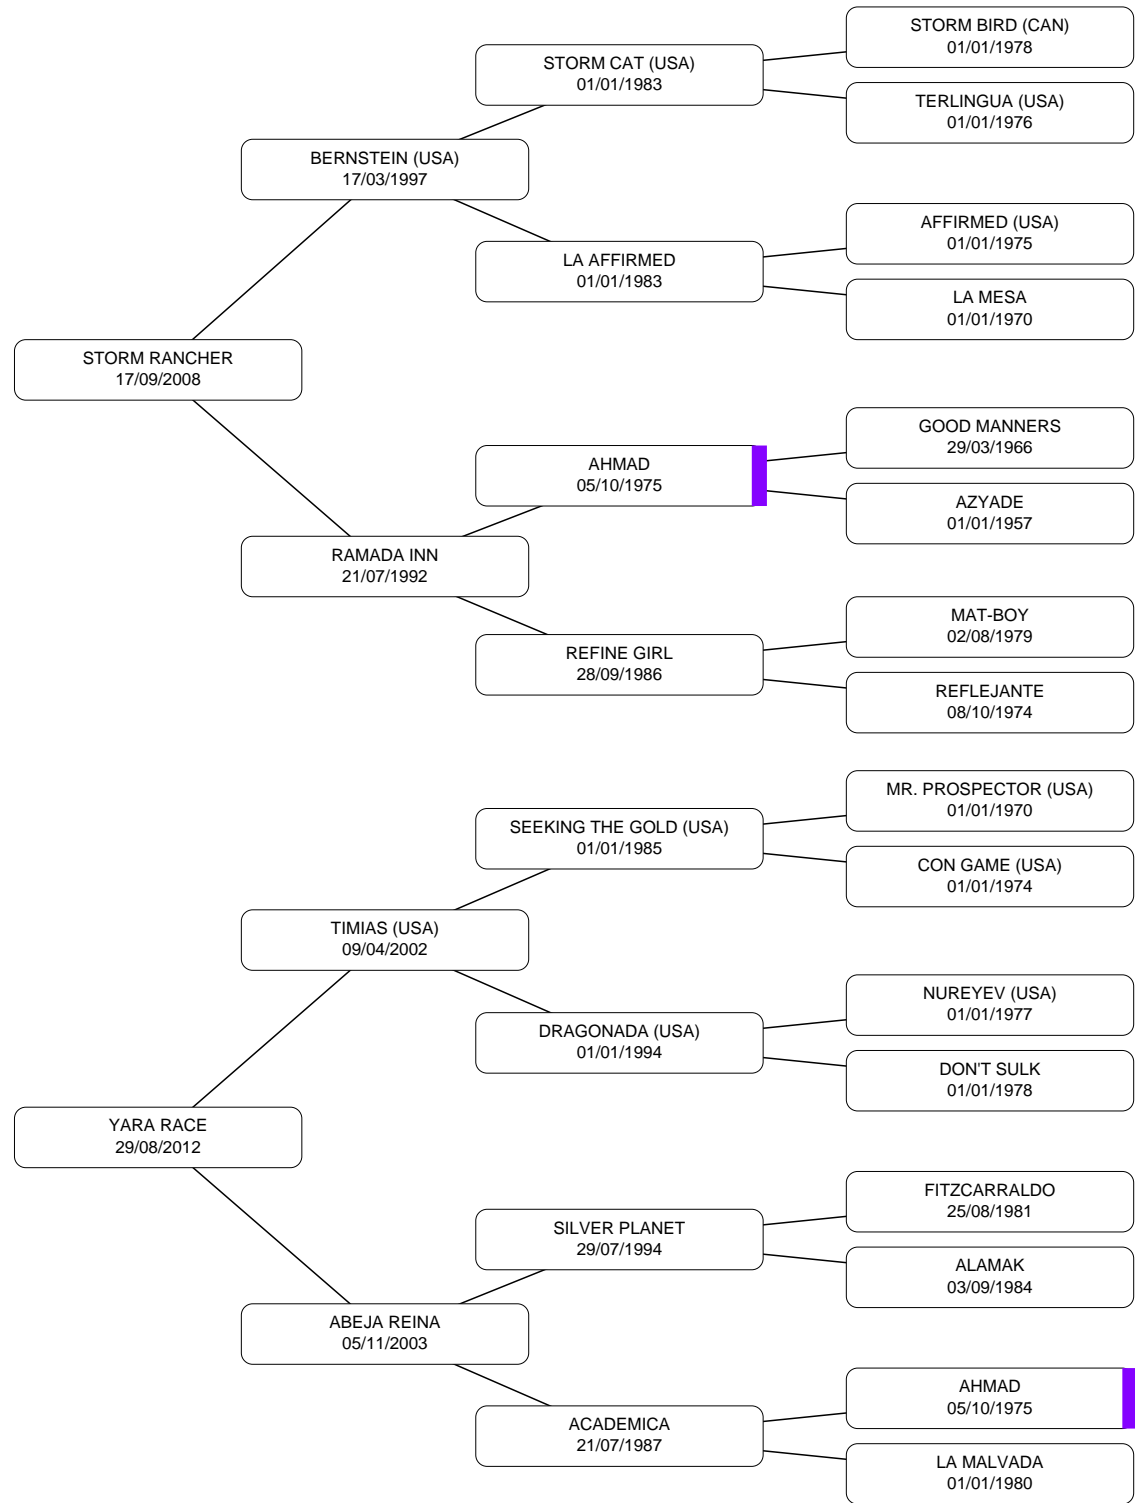 STORM BIRD (CAN)
01/01/1978
STORM CAT (USA)
01/01/1983
TERLINGUA (USA)
01/01/1976
BERNSTEIN (USA)
17/03/1997
AFFIRMED (USA)
01/01/1975
LA AFFIRMED
01/01/1983
LA MESA
01/01/1970
STORM RANCHER
17/09/2008
GOOD MANNERS
29/03/1966
AHMAD
05/10/1975
AZYADE
01/01/1957
RAMADA INN
21/07/1992
MAT-BOY
02/08/1979
REFINE GIRL
28/09/1986
REFLEJANTE
08/10/1974
MR. PROSPECTOR (USA)
01/01/1970
SEEKING THE GOLD (USA)
01/01/1985
CON GAME (USA)
01/01/1974
TIMIAS (USA)
09/04/2002
NUREYEV (USA)
01/01/1977
DRAGONADA (USA)
01/01/1994
DON'T SULK
01/01/1978
YARA RACE
29/08/2012
FITZCARRALDO
25/08/1981
SILVER PLANET
29/07/1994
ALAMAK
03/09/1984
ABEJA REINA
05/11/2003
AHMAD
05/10/1975
ACADEMICA
21/07/1987
LA MALVADA
01/01/1980